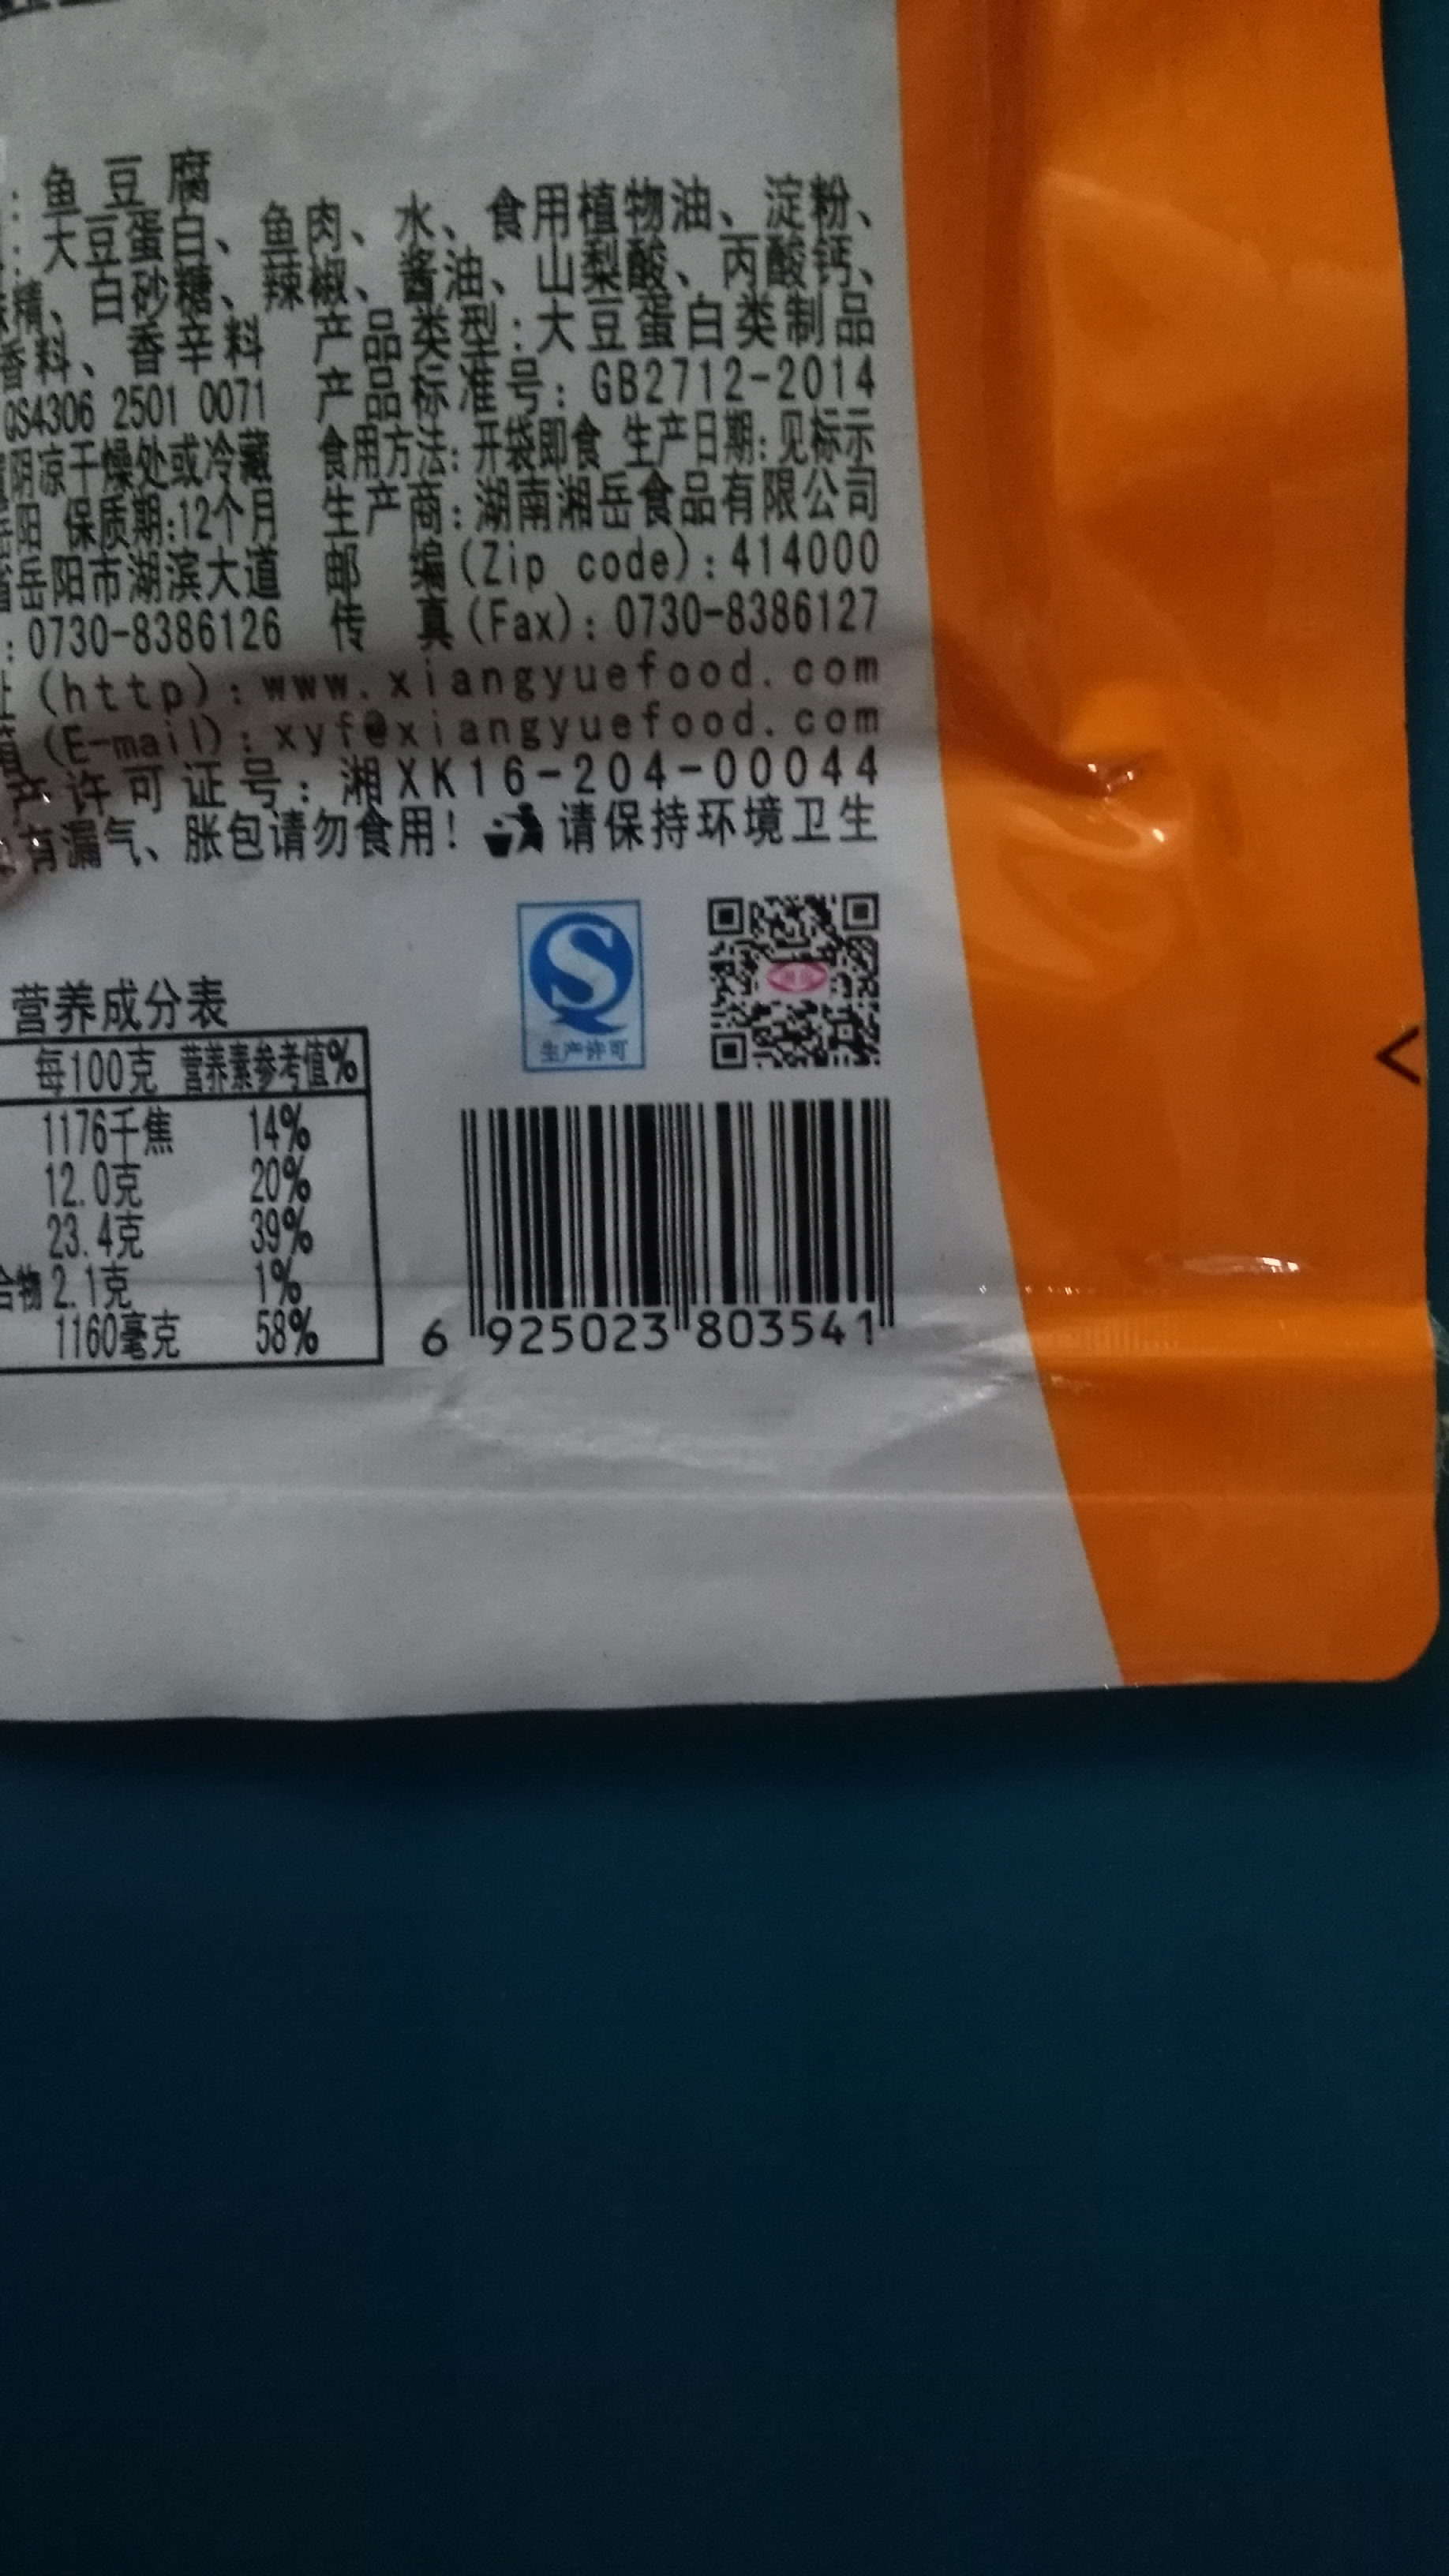 ：鱼豆腐
：大豆蛋白、鱼肉、水、食用植物油、淀粉、
味精、白砂糖、辣椒、酱油、山梨酸、丙酸钙、
香料、香辛料 产品类型：大豆蛋白类制品
QS4306 2501 0071 产品标准号：GB2712-2014
阴凉干燥处或冷藏 食用方法：开袋即食 生产日期：见标示
岳阳 保质期:12个月 生产商：湖南湘岳食品有限公司
省岳阳市湖滨大道 邮 编(Zip code)：414000
：0730-8386126 传 真(Fax)：0730-8386127
址(http)：www.xiangyuefood.com
箱(E-mail)：xyf@xiangyuefood.com
产许可证号：湘XK16-204-00044
有漏气、胀包请勿食用！ 请保持环境卫生
生产许可
营养成分表
每100克 营养素参考值%
1176千焦 14%
12.0克 20%
23.4克 39%
合物 2.1克 1%
1160毫克 58%
6 925023 803541